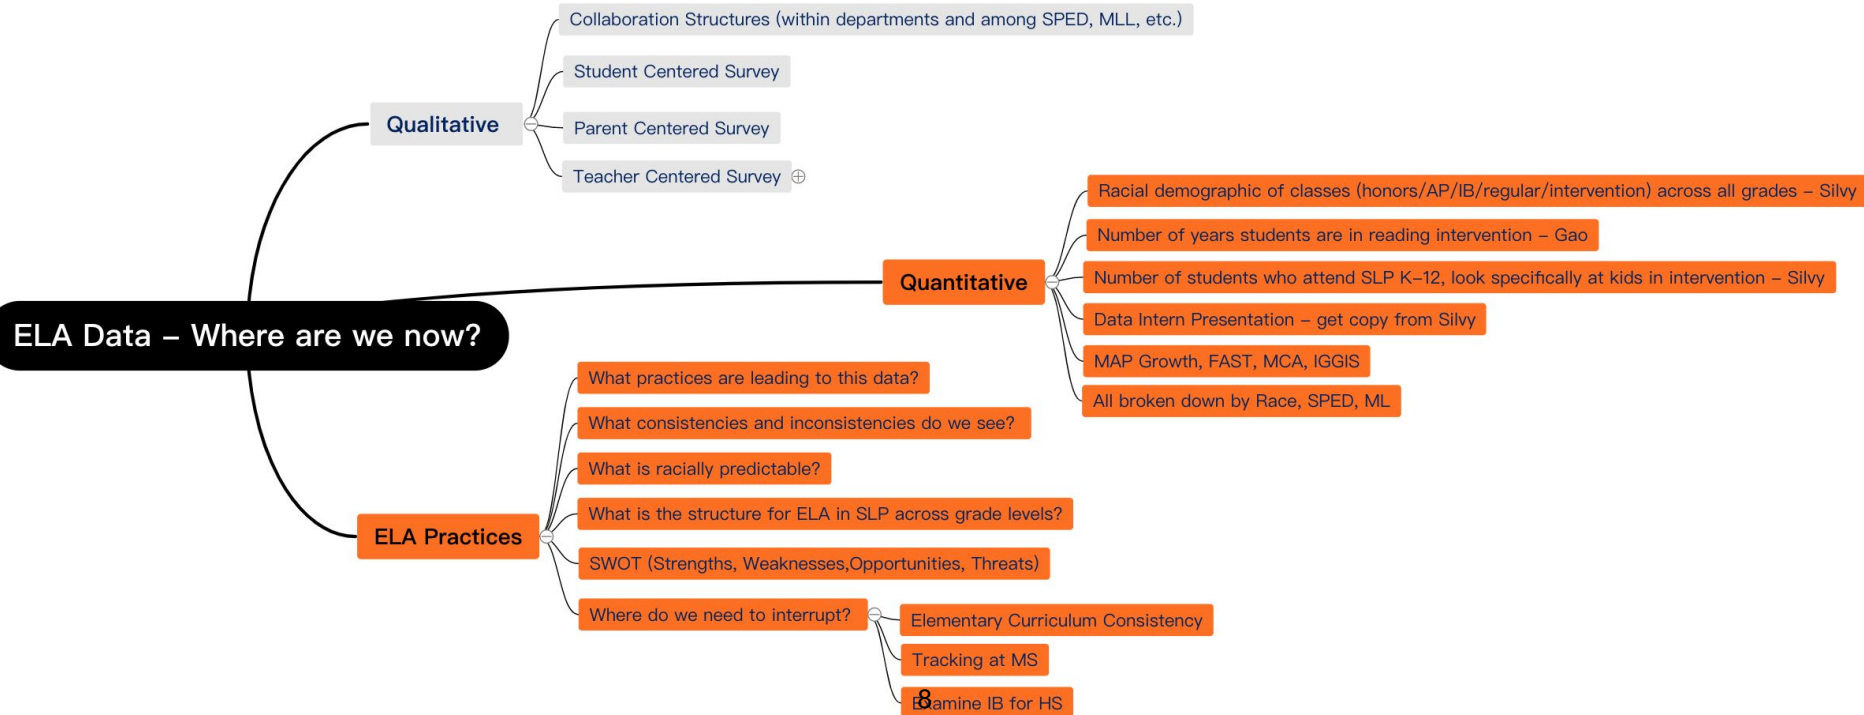 Collaboration Structures (within departments and among SPED, MLL, etc.)
Student Centered Survey
Qualitative
Parent Centered Survey
Teacher Centered Survey
Racial demographic of classes (honors/AP/IB/regular/intervention) across all grades – Silvy
Number of years students are in reading intervention – Gao
Quantitative
Number of students who attend SLP K–12, look specifically at kids in intervention – Silvy
Data Intern Presentation – get copy from Silvy
MAP Growth, FAST, MCA, IGGIS
All broken down by Race, SPED, ML
ELA Data – Where are we now?
What practices are leading to this data?
What consistencies and inconsistencies do we see?
What is racially predictable?
What is the structure for ELA in SLP across grade levels?
ELA Practices
SWOT (Strengths, Weaknesses,Opportunities, Threats)
Where do we need to interrupt?
Elementary Curriculum Consistency
Tracking at MS
Examine IB for HS
8